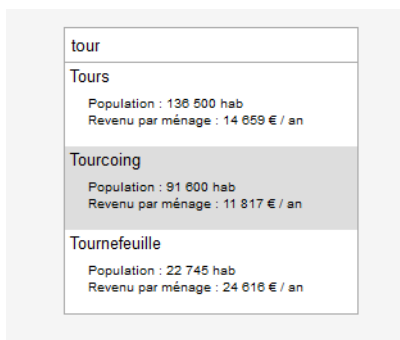 tour
Tours
Population : 136 500 hab
Revenu par ménage : 14 659 € / an
Tourcoing
Population : 91 600 hab
Revenu par ménage : 11 817 € / an
Tournefeuille
Population : 22 745 hab
Revenu par ménage : 24 616 € / an